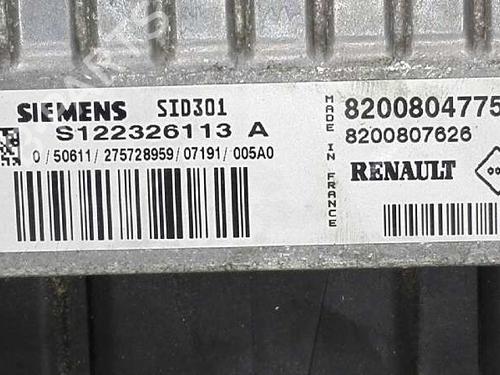 SIEMENS SID301
S122326113 A
0/50611/275728959/07191/005A0
MADE IN FRANCE
8200804775
8200807626
RENAULT